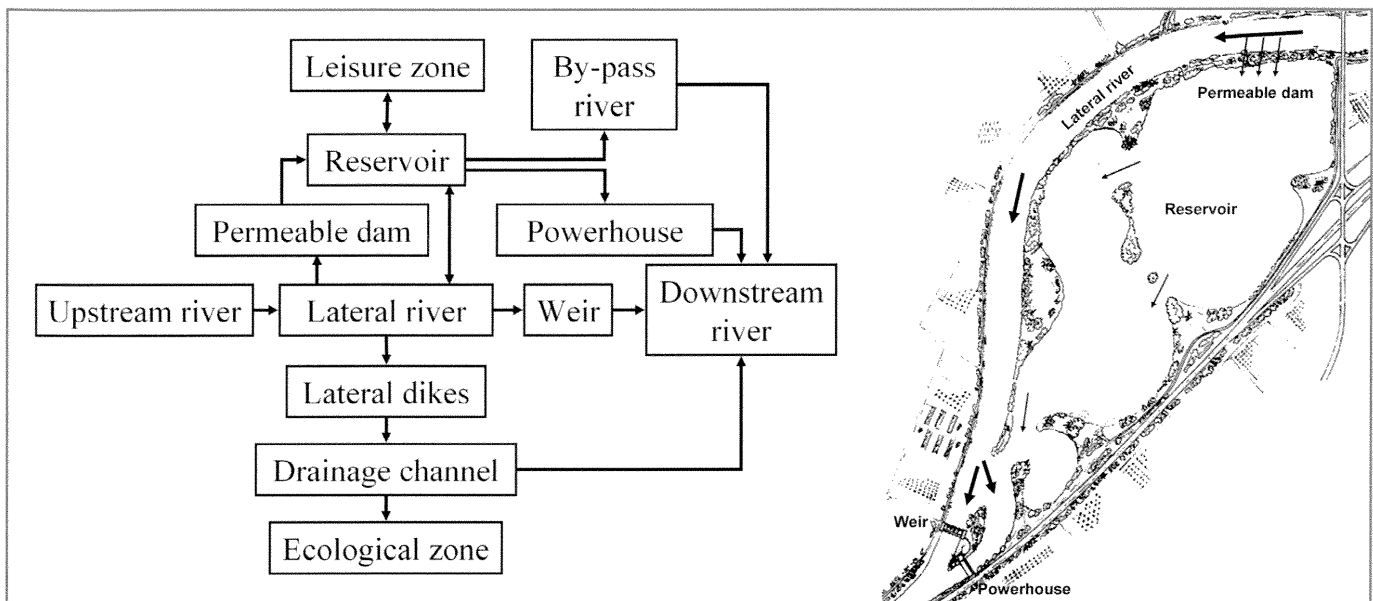 Leisure zone
By-pass
river
Reservoir
Permeable dam
Powerhouse
Upstream river
Lateral river
Weir
Downstream
river
Lateral dikes
Drainage channel
Ecological zone
Permeable dam
Lateral river
Reservoir
Weir
Powerhouse